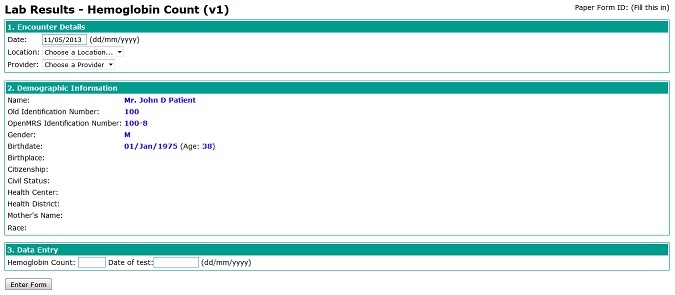 Lab Results - Hemoglobin Count (v1)
Paper Form ID: (Fill this in)
1. Encounter Details
Date: 11/05/2013 (dd/mm/yyyy)
Location: Choose a Location...
Provider: Choose a Provider
2. Demographic Information
Name: Mr. John D Patient
Old Identification Number: 100
OpenMRS Identification Number: 100-8
Gender: M
Birthdate: 01/Jan/1975 (Age: 38)
Birthplace:
Citizenship:
Civil Status:
Health Center:
Health District:
Mother's Name:
Race:
3. Data Entry
Hemoglobin Count: Date of test: (dd/mm/yyyy)
Enter Form